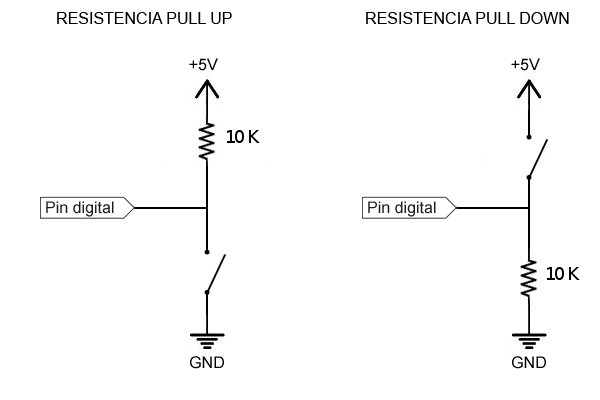 RESISTENCIA PULL UP
+5V
10 K
Pin digital
GND
RESISTENCIA PULL DOWN
+5V
Pin digital
10 K
GND